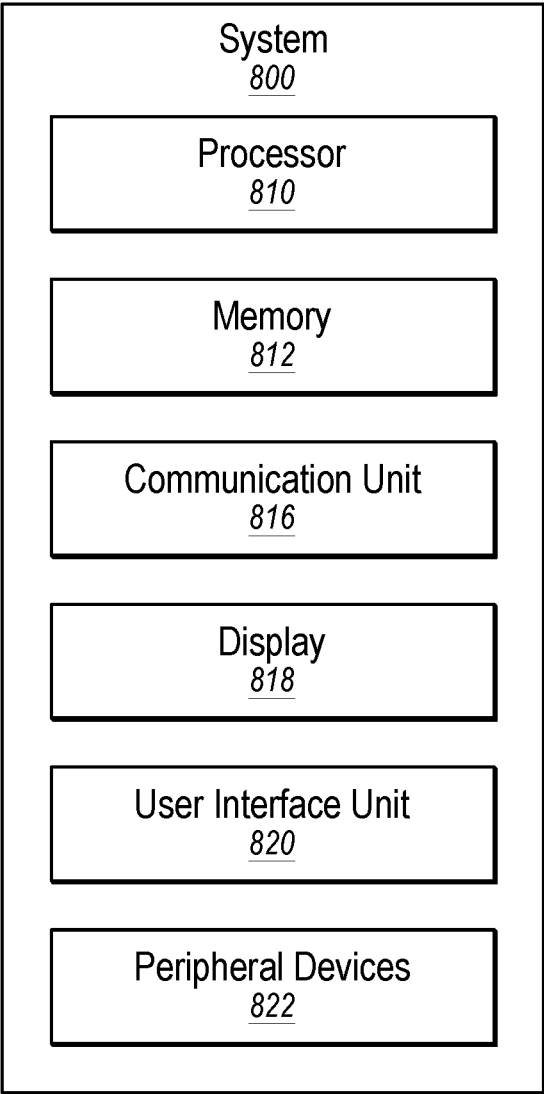 System
800
Processor
810
Memory
812
Communication Unit
816
Display
818
User Interface Unit
820
Peripheral Devices
822